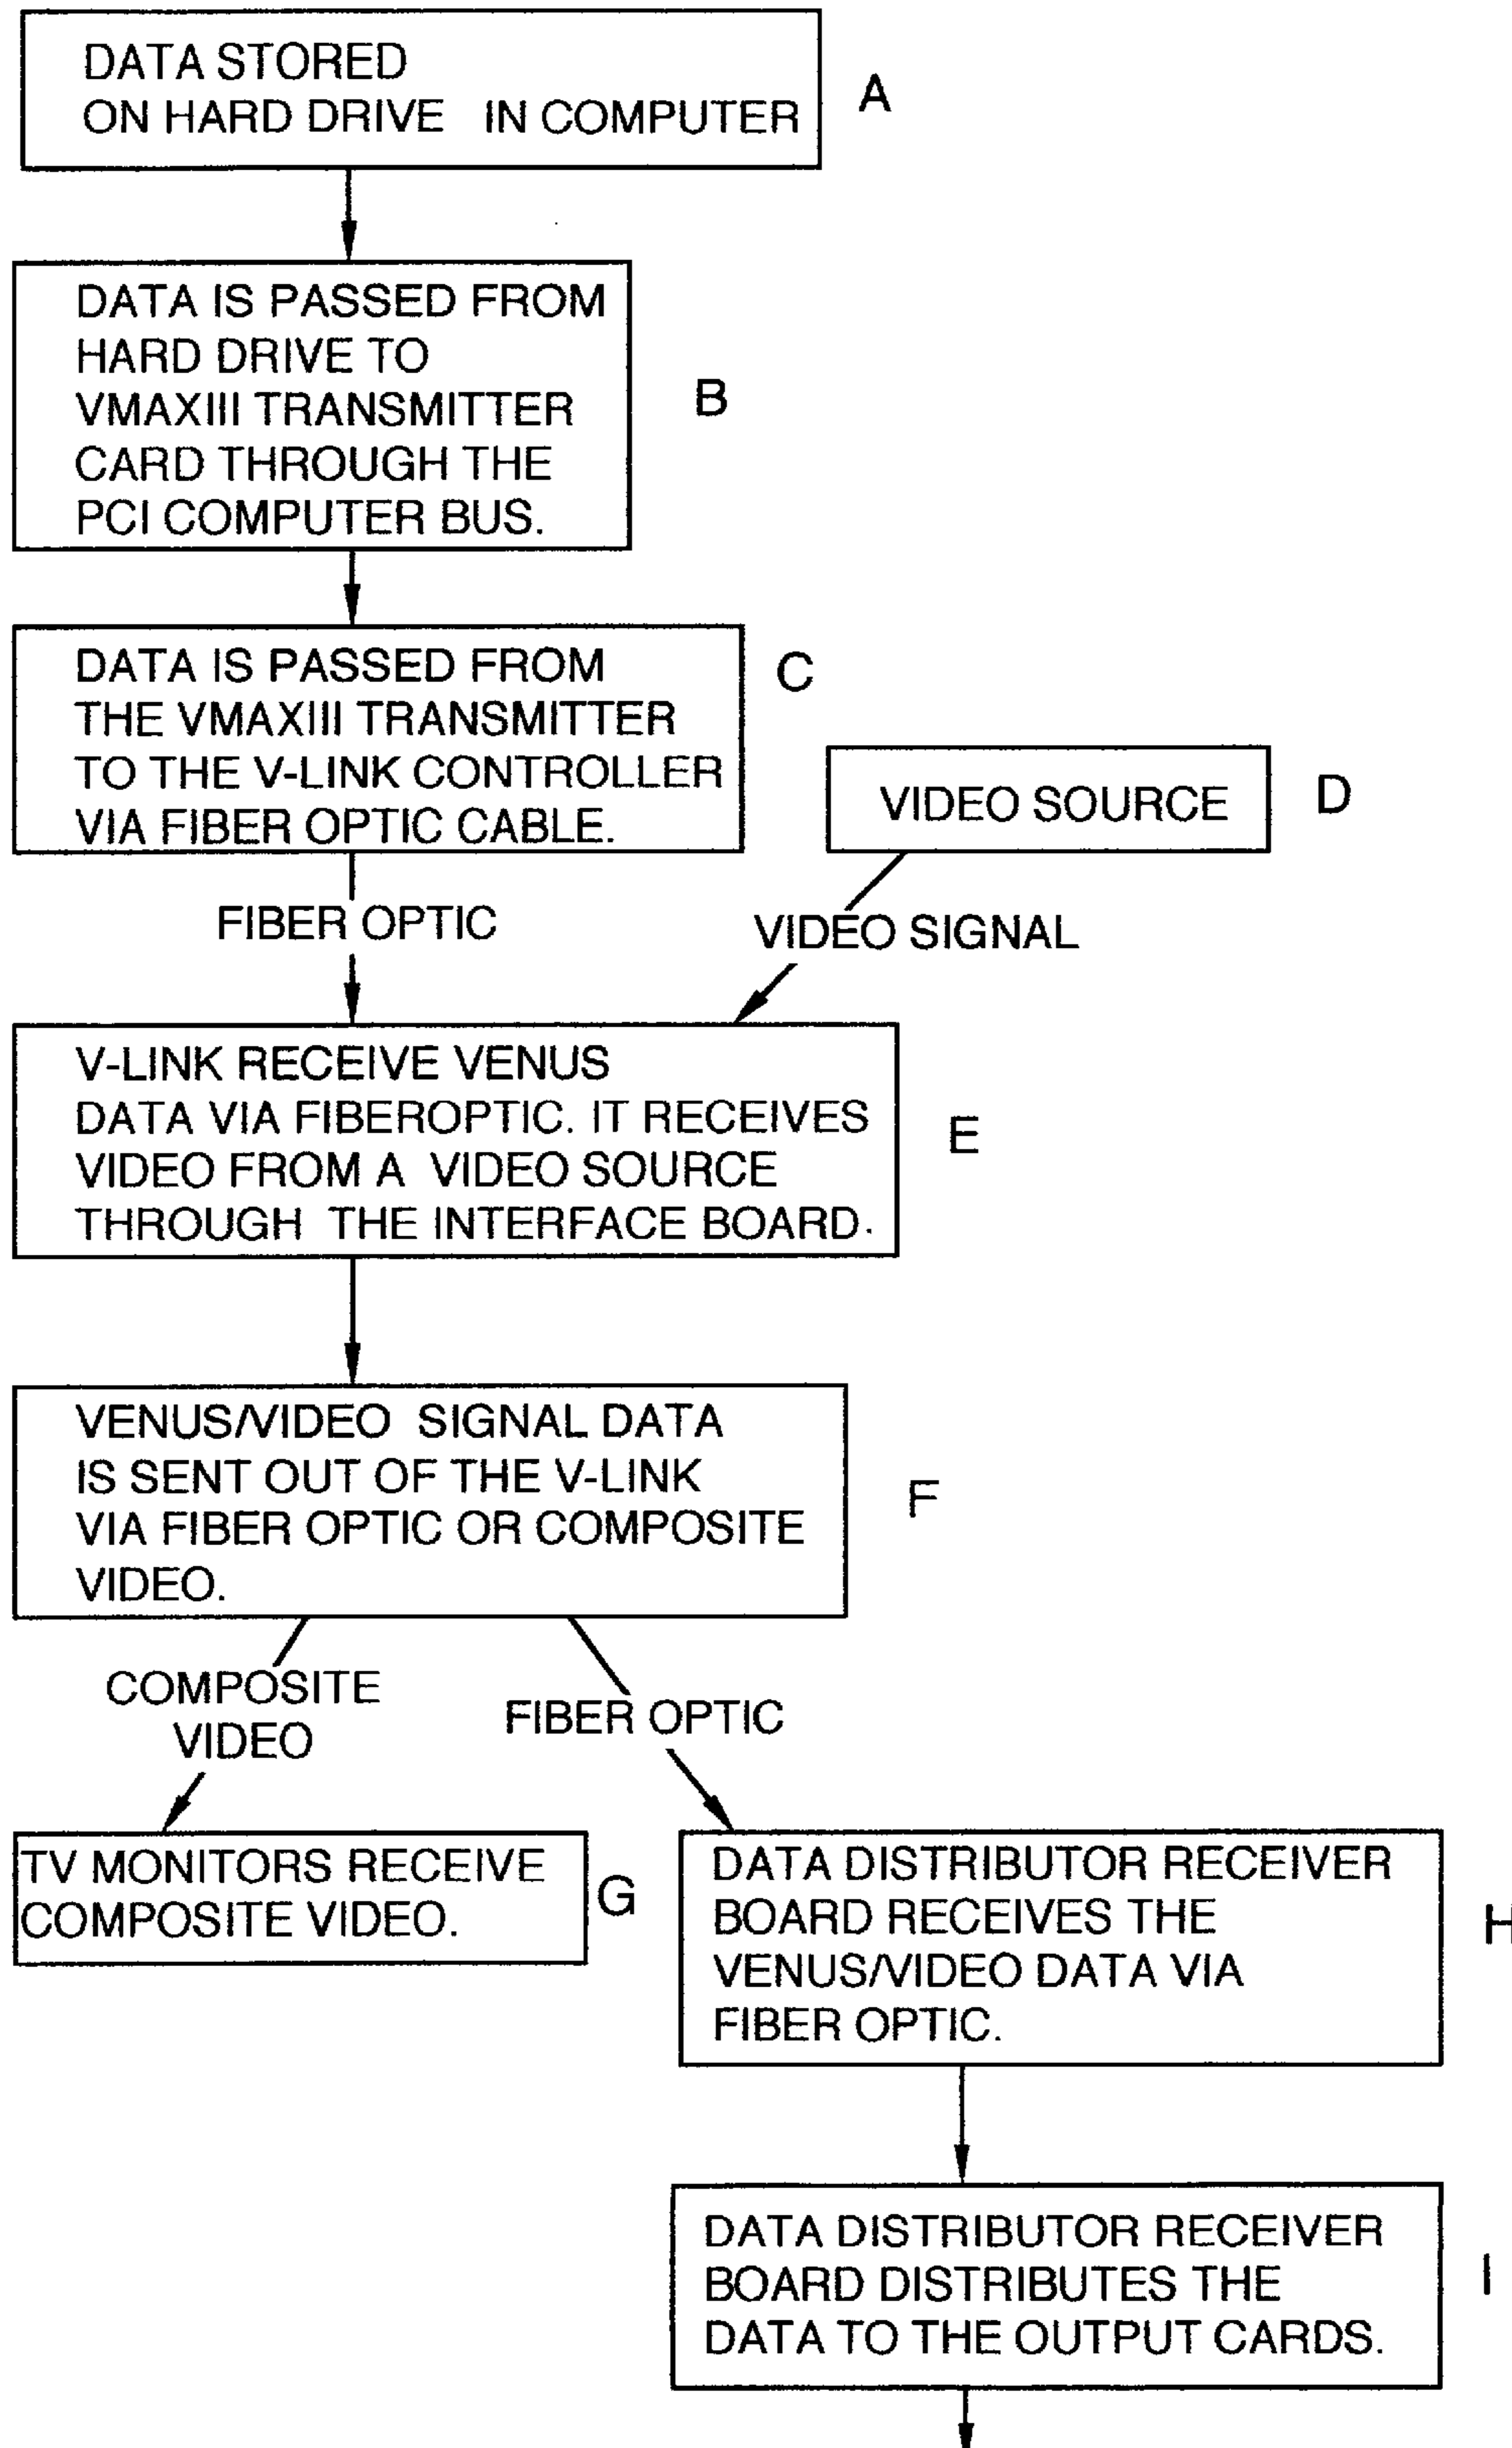 DATA STORED
ON HARD DRIVE IN COMPUTER
A
DATA IS PASSED FROM
HARD DRIVE TO
VMAXIII TRANSMITTER
CARD THROUGH THE
PCI COMPUTER BUS.
B
DATA IS PASSED FROM
THE VMAXIII TRANSMITTER
TO THE V-LINK CONTROLLER
VIA FIBER OPTIC CABLE.
C
VIDEO SOURCE
D
FIBER OPTIC
VIDEO SIGNAL
V-LINK RECEIVE VENUS
DATA VIA FIBEROPTIC. IT RECEIVES
VIDEO FROM A VIDEO SOURCE
THROUGH THE INTERFACE BOARD.
E
VENUS/VIDEO SIGNAL DATA
IS SENT OUT OF THE V-LINK
VIA FIBER OPTIC OR COMPOSITE
VIDEO.
F
COMPOSITE
VIDEO
FIBER OPTIC
TV MONITORS RECEIVE
COMPOSITE VIDEO.
G
DATA DISTRIBUTOR RECEIVER
BOARD RECEIVES THE
VENUS/VIDEO DATA VIA
FIBER OPTIC.
H
DATA DISTRIBUTOR RECEIVER
BOARD DISTRIBUTES THE
DATA TO THE OUTPUT CARDS.
I